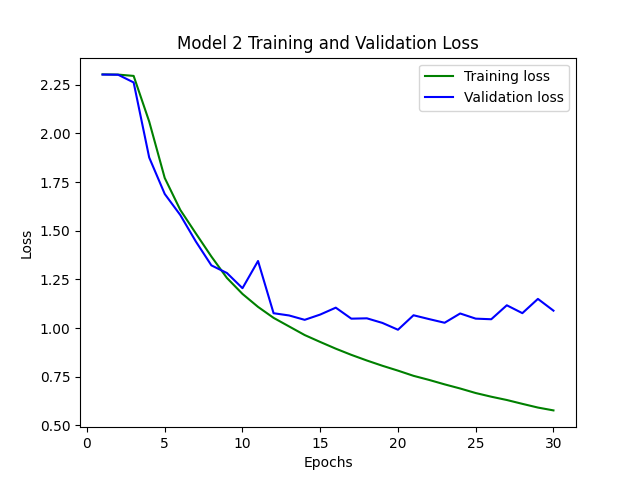 Model 2 Training and Validation Loss
Training loss
Validation loss
2.25
2.00
1.75
1.50
1.25
1.00
0.75
0.50
Loss
0 5 10 15 20 25 30
Epochs